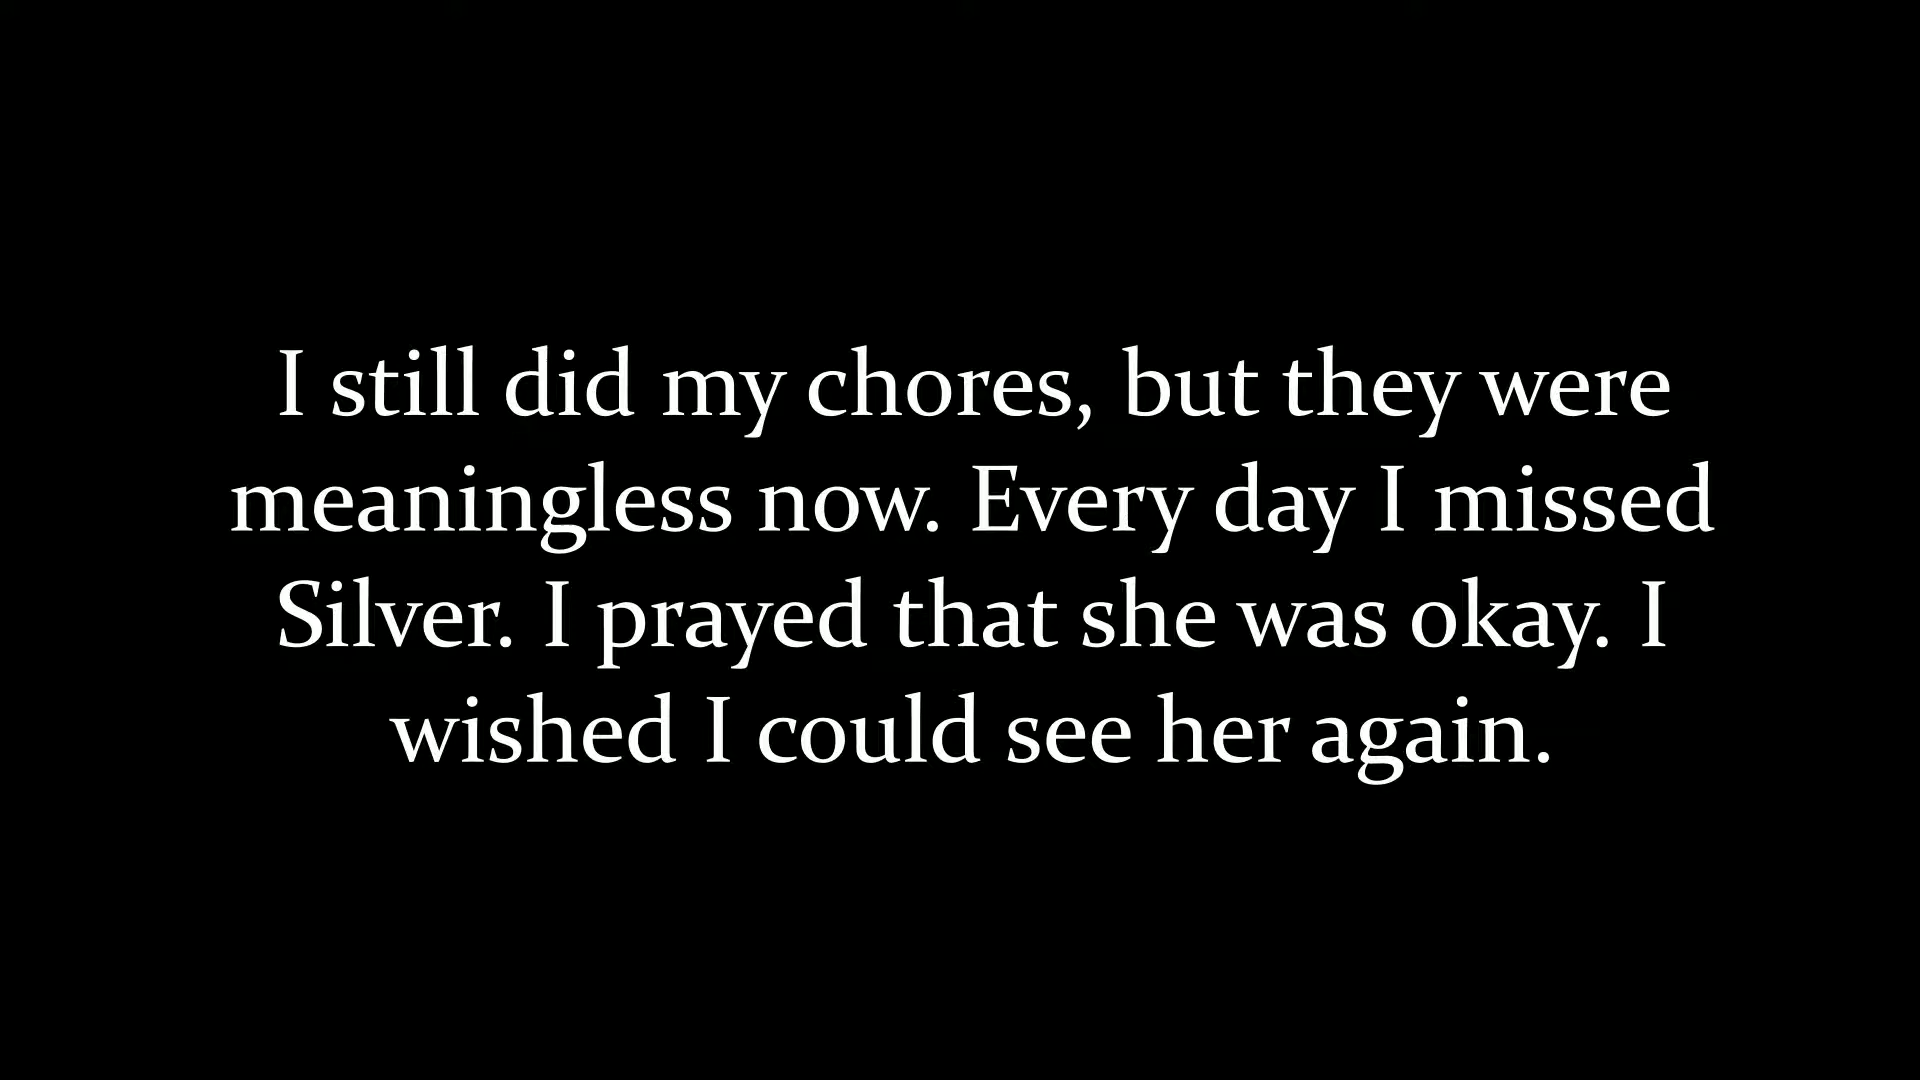 I still did my chores, but they were
meaningless now. Every day I missed
Silver. I prayed that she was okay. I
wished I could see her again.